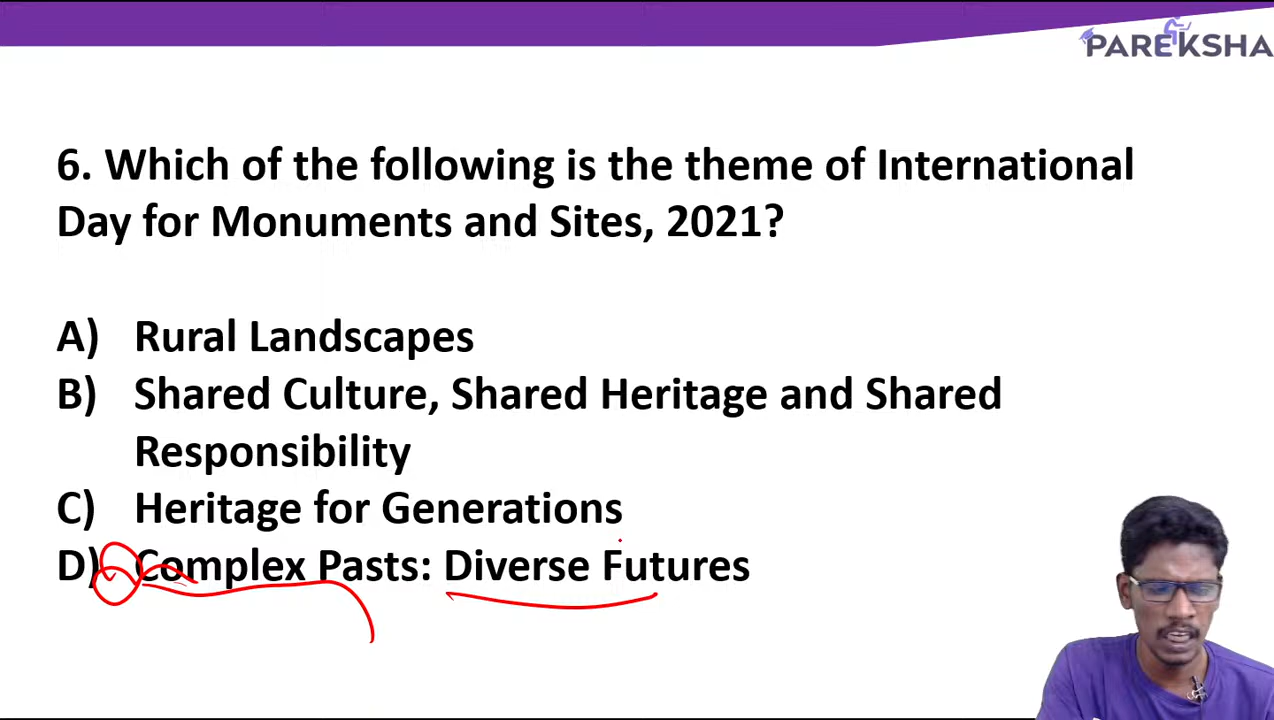 PAREKSHA
6. Which of the following is the theme of International
Day for Monuments and Sites, 2021?
A) Rural Landscapes
B) Shared Culture, Shared Heritage and Shared
Responsibility
C) Heritage for Generations
D) Complex Pasts: Diverse Futures